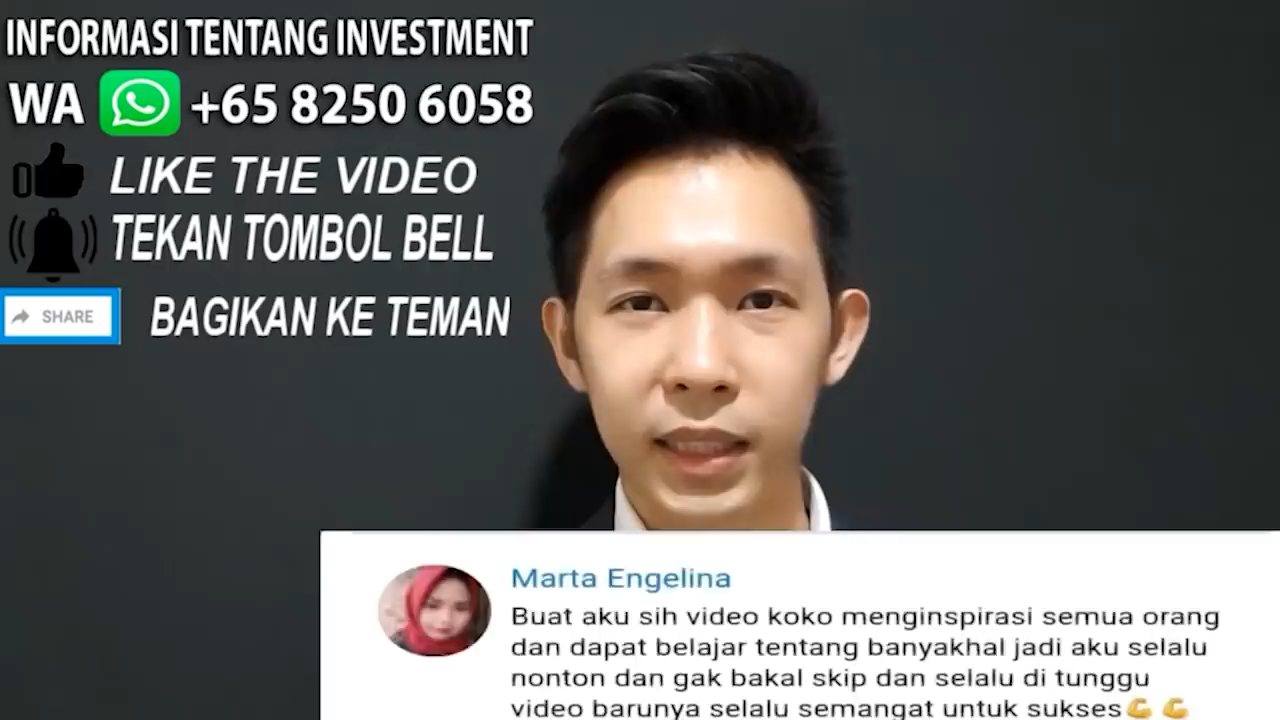 INFORMASI TENTANG INVESTMENT
WA +65 8250 6058
LIKE THE VIDEO
TEKAN TOMBOL BELL
SHARE BAGIKAN KE TEMAN
Marta Engelina
Buat aku sih video koko menginspirasi semua orang
dan dapat belajar tentang banyakhal jadi aku selalu
nonton dan gak bakal skip dan selalu di tunggu
video barunya selalu semangat untuk sukses💪 💪